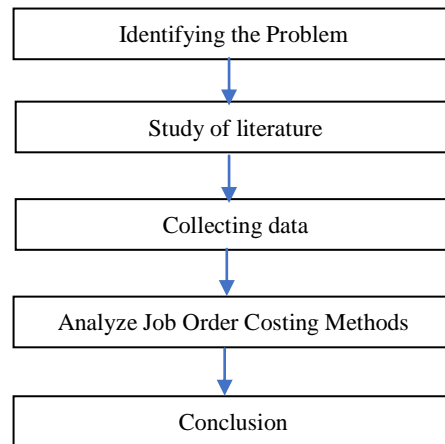 Identifying the Problem
Study of literature
Collecting data
Analyze Job Order Costing Methods
Conclusion